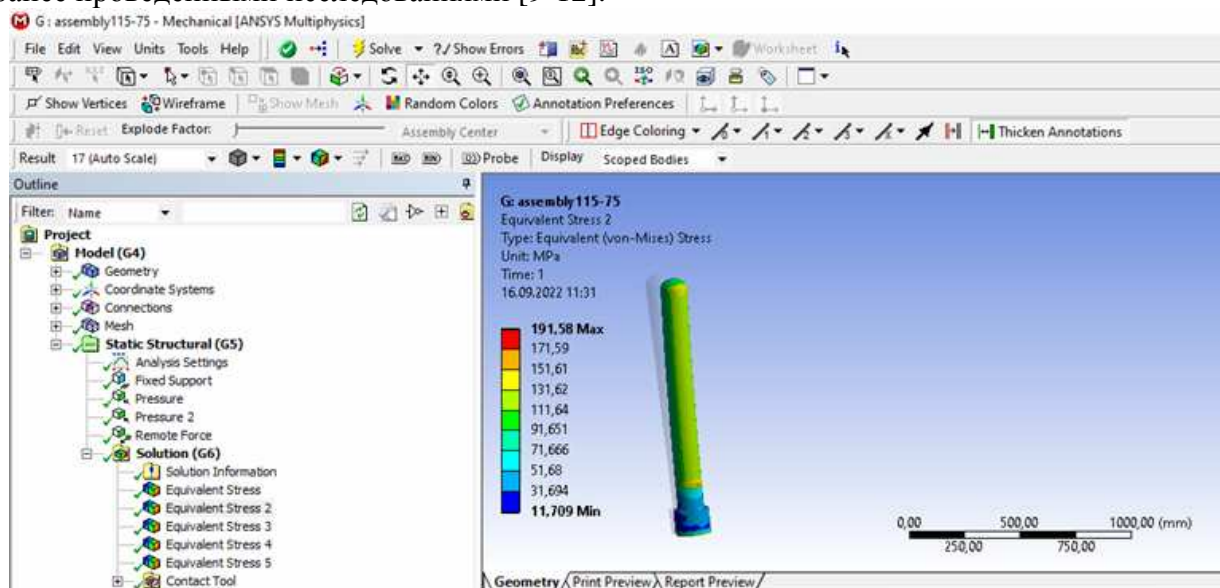 ранее проведенными исследованиями [9-12].
G : assembly115-75 - Mechanical [ANSYS Multiphysics]
File Edit View Units Tools Help Solve ?/ Show Errors Worksheet
Show Vertices Wireframe Show Mesh Random Colors Annotation Preferences
Reset Explode Factor: Assembly Center Edge Coloring Thicken Annotations
Result 17 (Auto Scale) Probe Display Scoped Bodies
Outline
Filter: Name
Project
Model (G4)
Geometry
Coordinate Systems
Connections
Mesh
Static Structural (G5)
Analysis Settings
Fixed Support
Pressure
Pressure 2
Remote Force
Solution (G6)
Solution Information
Equivalent Stress
Equivalent Stress 2
Equivalent Stress 3
Equivalent Stress 4
Equivalent Stress 5
Contact Tool
G: assembly115-75
Equivalent Stress 2
Type: Equivalent (von-Mises) Stress
Unit: MPa
Time: 1
16.09.2022 11:31
191,58 Max
171,59
151,61
131,62
111,64
91,651
71,666
51,68
31,694
11,709 Min
0,00 500,00 1000,00 (mm)
250,00 750,00
Geometry Print Preview Report Preview